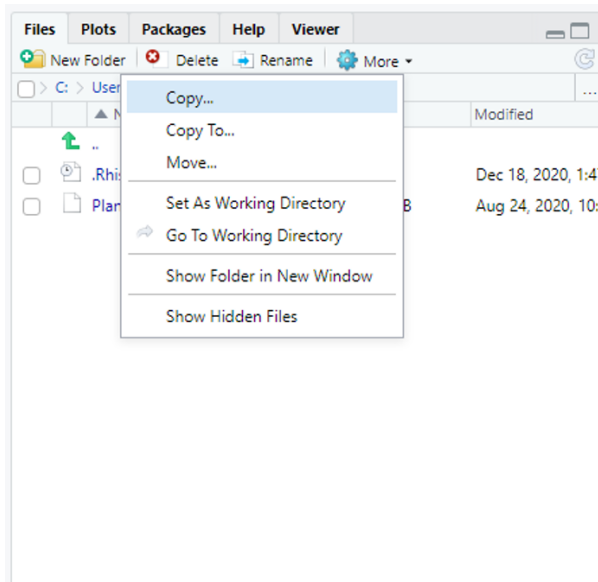 Files Plots Packages Help Viewer
New Folder Delete Rename More
C: > User
Copy...
Modified
Copy To...
..
Move...
.Rhis
Dec 18, 2020, 1:4
Set As Working Directory
Plan
B
Aug 24, 2020, 10:
Go To Working Directory
Show Folder in New Window
Show Hidden Files